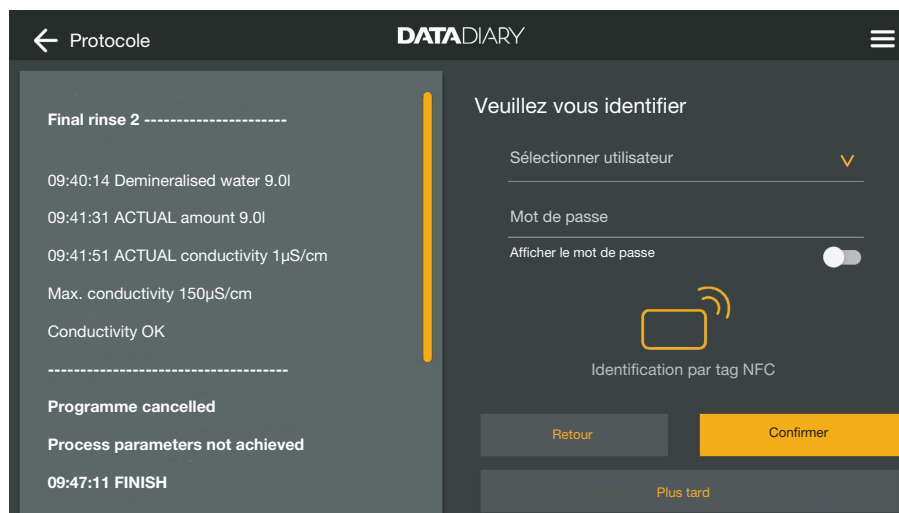 Protocole
DATADIARY
Final rinse 2 ----------------------
09:40:14 Demineralised water 9.0l
09:41:31 ACTUAL amount 9.0l
09:41:51 ACTUAL conductivity 1µS/cm
Max. conductivity 150µS/cm
Conductivity OK
-------------------------------------
Programme cancelled
Process parameters not achieved
09:47:11 FINISH
Veuillez vous identifier
Sélectionner utilisateur
Mot de passe
Afficher le mot de passe
Identification par tag NFC
Retour
Confirmer
Plus tard